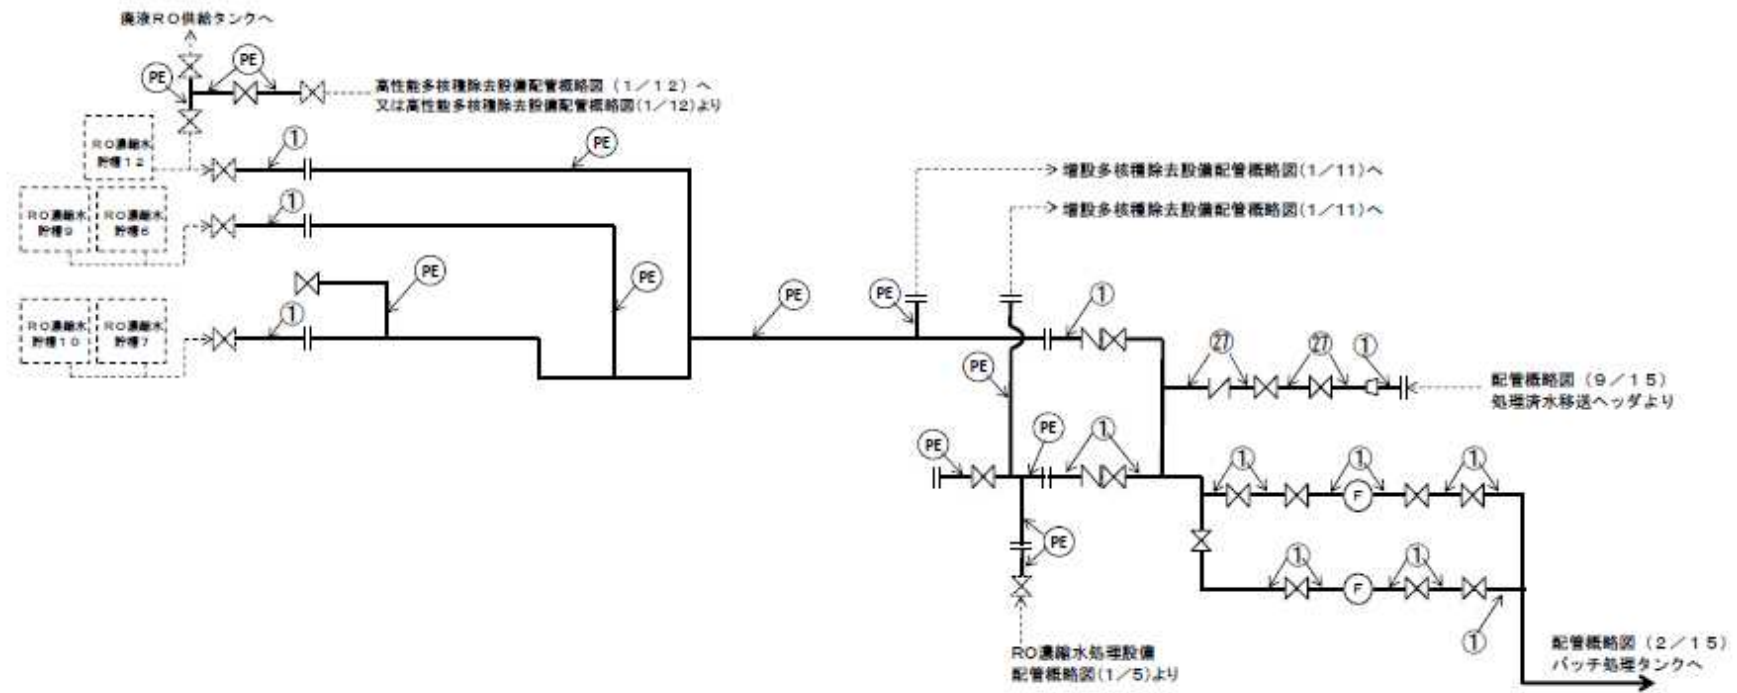 廃液RO供給タンクへ
PE
PE
高性能多核種除去設備配管概略図（1／12）へ
又は高性能多核種除去設備配管概略図(1/12)より
RO濃縮水
貯槽12
①
PE
増設多核種除去設備配管概略図(1／11)へ
RO濃縮水
貯槽9
RO濃縮水
貯槽6
①
増設多核種除去設備配管概略図(1／11)へ
PE
PE
PE
PE
①
RO濃縮水
貯槽10
RO濃縮水
貯槽7
①
㉗
㉗
①
PE
配管概略図（9／15）
処理済水移送ヘッダより
PE
PE
①
①
①
①
F
PE
①
①
F
①
RO濃縮水処理設備
配管概略図(1／5)より
配管概略図（2／15）
バッチ処理タンクへ